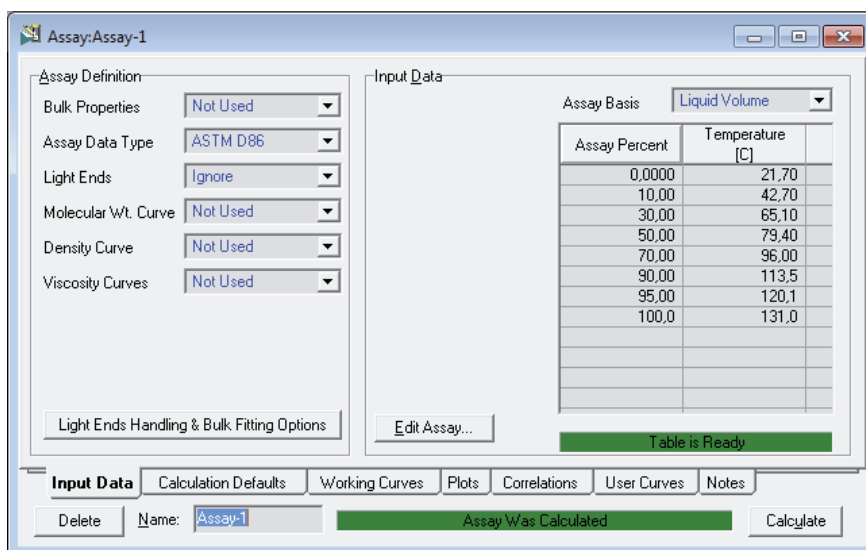 Assay:Assay-1
Assay Definition
Bulk Properties Not Used
Assay Data Type ASTM D86
Light Ends Ignore
Molecular Wt. Curve Not Used
Density Curve Not Used
Viscosity Curves Not Used
Light Ends Handling & Bulk Fitting Options
Input Data
Assay Basis Liquid Volume
Assay Percent Temperature
[C]
0,0000 21,70
10,00 42,70
30,00 65,10
50,00 79,40
70,00 96,00
90,00 113,5
95,00 120,1
100,0 131,0
Edit Assay...
Table is Ready
Input Data Calculation Defaults Working Curves Plots Correlations User Curves Notes
Delete Name: Assay-1 Assay Was Calculated Calculate